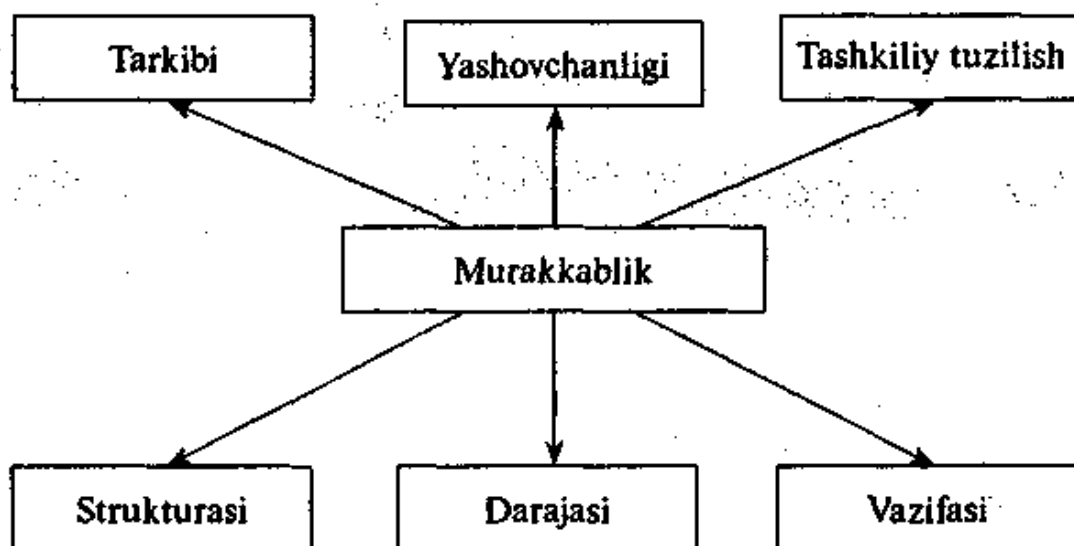 Tarkibi
Yashovchanligi
Tashkiliy tuzilish
Murakkablik
Strukturasi
Darajasi
Vazifasi